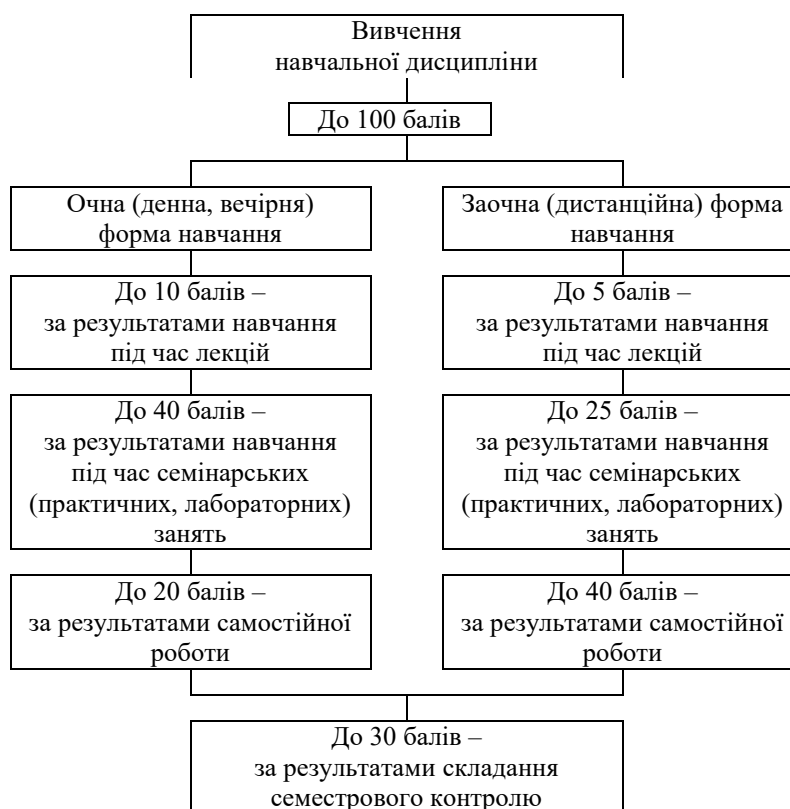 Вивчення
навчальної дисципліни
До 100 балів
Очна (денна, вечірня)
форма навчання
Заочна (дистанційна) форма
навчання
До 10 балів –
за результатами навчання
під час лекцій
До 5 балів –
за результатами навчання
під час лекцій
До 40 балів –
за результатами навчання
під час семінарських
(практичних, лабораторних)
занять
До 25 балів –
за результатами навчання
під час семінарських
(практичних, лабораторних)
занять
До 20 балів –
за результатами самостійної
роботи
До 40 балів –
за результатами самостійної
роботи
До 30 балів –
за результатами складання
семестрового контролю